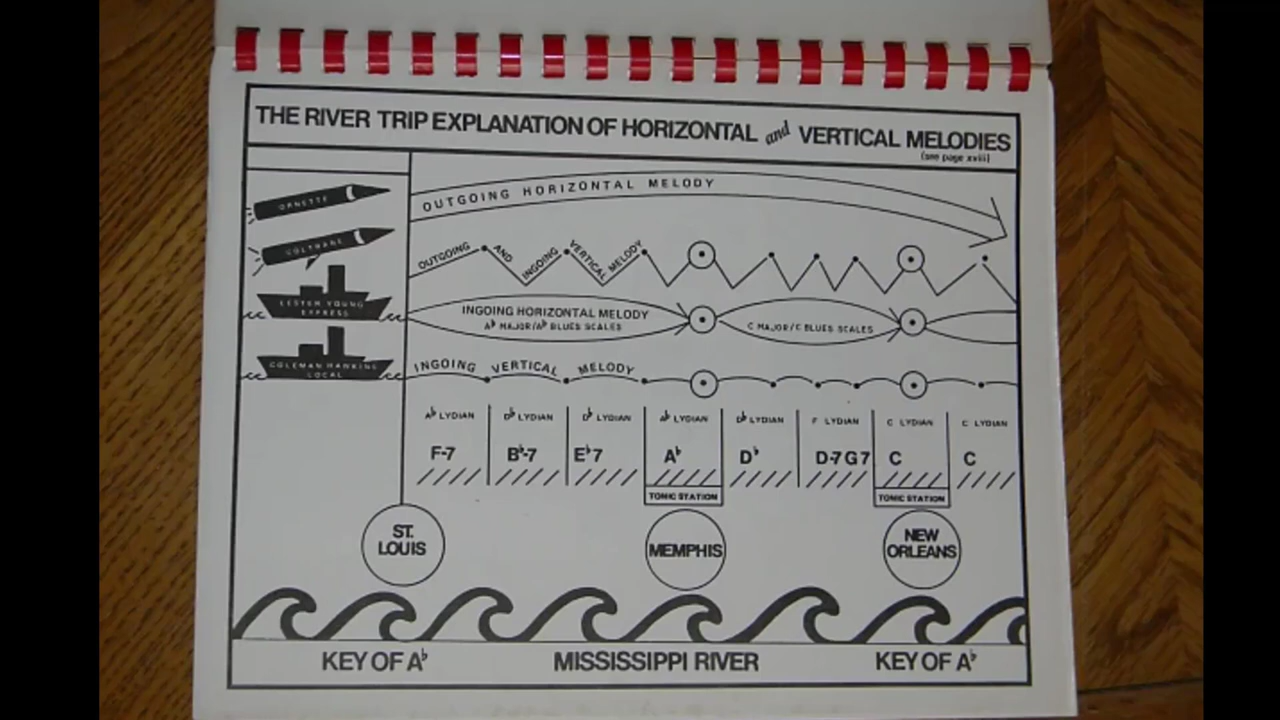 THE RIVER TRIP EXPLANATION OF HORIZONTAL and VERTICAL MELODIES
(see page xviii)
ORNETTE
OUTGOING HORIZONTAL MELODY
COLTRANE
OUTGOING AND INGOING VERTICAL MELODY
LESTER YOUNG
EXPRESS
INGOING HORIZONTAL MELODY
A♭ MAJOR/A♭ BLUES SCALES
C MAJOR/C BLUES SCALES
COLEMAN HAWKINS
LOCAL
INGOING VERTICAL MELODY
A♭ LYDIAN D♭ LYDIAN D♭ LYDIAN A♭ LYDIAN D♭ LYDIAN F LYDIAN C LYDIAN C LYDIAN
F-7 B♭-7 E♭7 A♭ D♭ D-7 G7 C C
TONIC STATION TONIC STATION
ST.
LOUIS
MEMPHIS
NEW
ORLEANS
KEY OF A♭ MISSISSIPPI RIVER KEY OF A♭